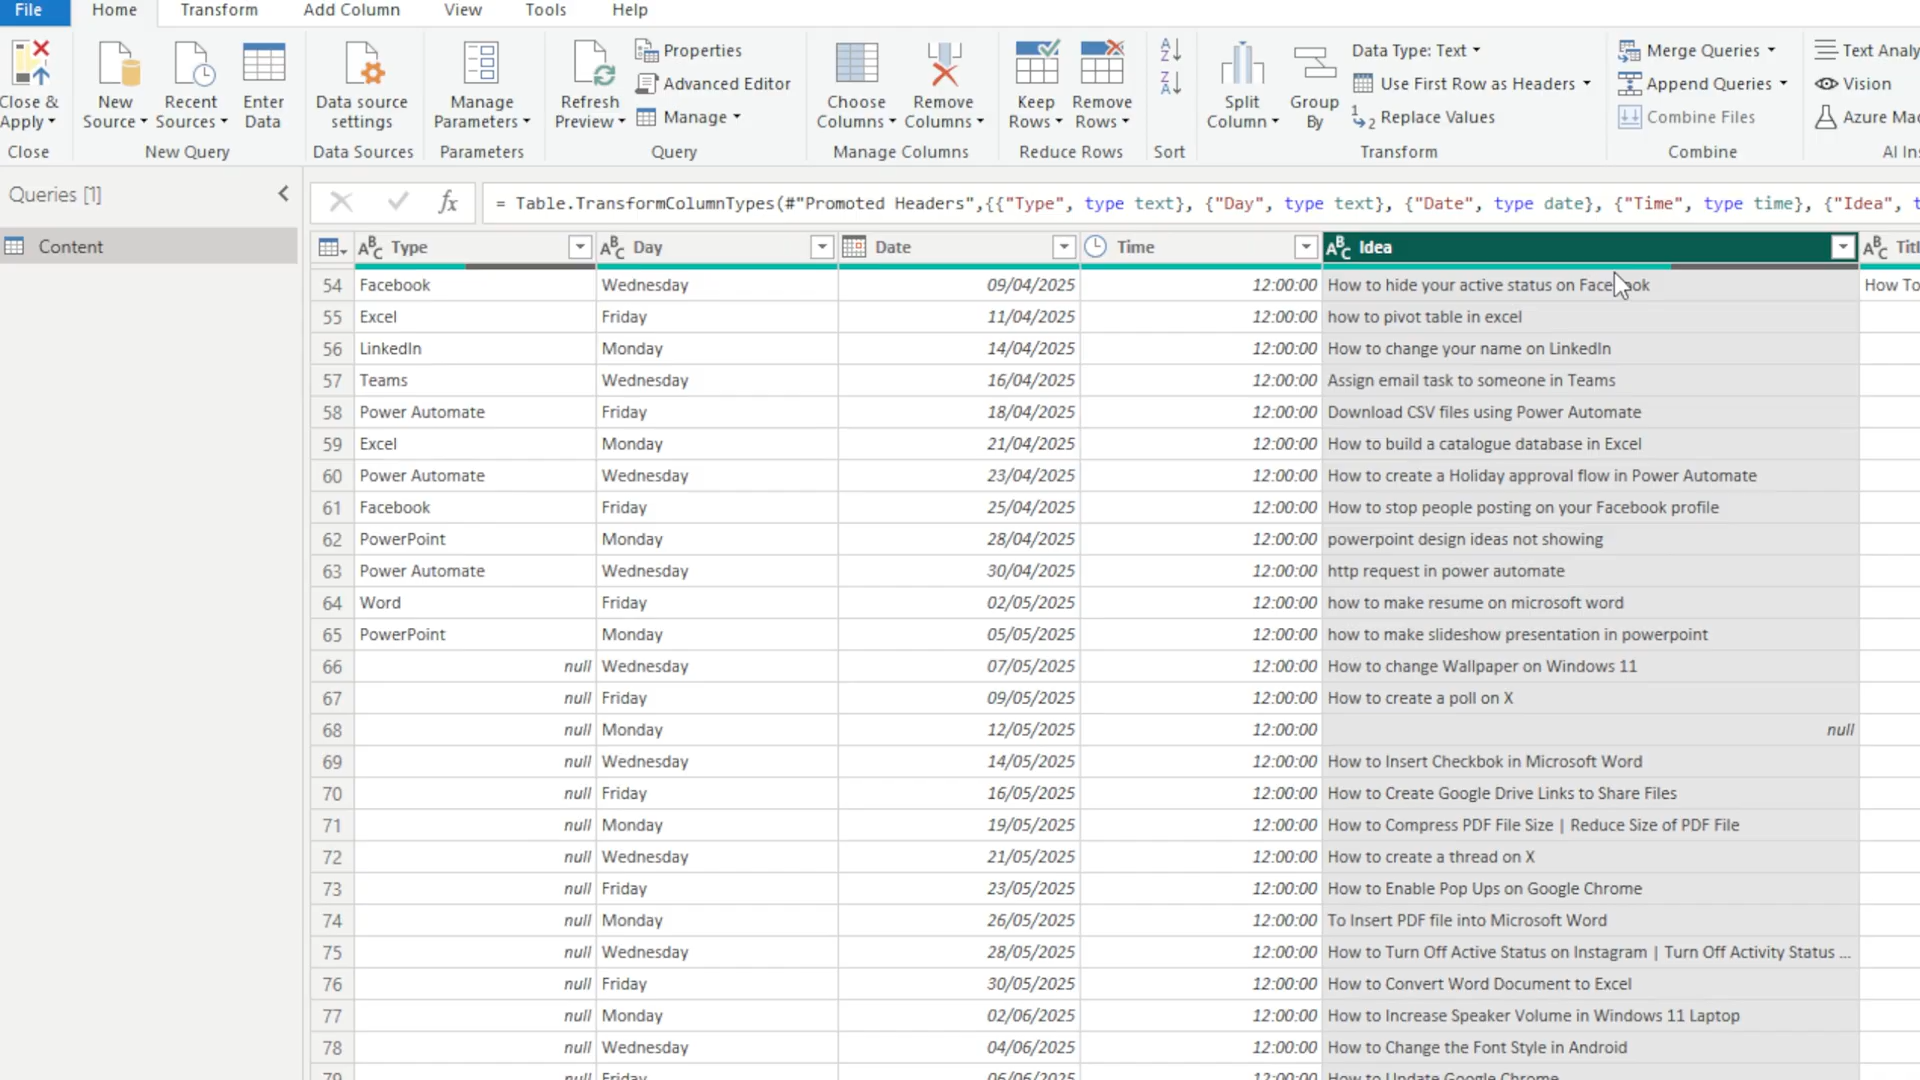 File Home Transform Add Column View Tools Help
Close & Apply
New Source
Recent Sources
Enter Data
Data source settings
Manage Parameters
Refresh Preview
Properties
Advanced Editor
Manage
Choose Columns
Remove Columns
Keep Rows
Remove Rows
Split Column
Group By
Data Type: Text
Use First Row as Headers
Replace Values
Merge Queries
Append Queries
Combine Files
Text Analy
Vision
Azure Mac
Close New Query Data Sources Parameters Query Manage Columns Reduce Rows Sort Transform Combine AI Ins
Queries [1]
fx = Table.TransformColumnTypes(#"Promoted Headers",{{"Type", type text}, {"Day", type text}, {"Date", type date}, {"Time", type time}, {"Idea", t
Content
ABC Type ABC Day Date Time ABC Idea ABC Titl
54 Facebook Wednesday 09/04/2025 12:00:00 How to hide your active status on Facebook How To
55 Excel Friday 11/04/2025 12:00:00 how to pivot table in excel
56 LinkedIn Monday 14/04/2025 12:00:00 How to change your name on LinkedIn
57 Teams Wednesday 16/04/2025 12:00:00 Assign email task to someone in Teams
58 Power Automate Friday 18/04/2025 12:00:00 Download CSV files using Power Automate
59 Excel Monday 21/04/2025 12:00:00 How to build a catalogue database in Excel
60 Power Automate Wednesday 23/04/2025 12:00:00 How to create a Holiday approval flow in Power Automate
61 Facebook Friday 25/04/2025 12:00:00 How to stop people posting on your Facebook profile
62 PowerPoint Monday 28/04/2025 12:00:00 powerpoint design ideas not showing
63 Power Automate Wednesday 30/04/2025 12:00:00 http request in power automate
64 Word Friday 02/05/2025 12:00:00 how to make resume on microsoft word
65 PowerPoint Monday 05/05/2025 12:00:00 how to make slideshow presentation in powerpoint
66 null Wednesday 07/05/2025 12:00:00 How to change Wallpaper on Windows 11
67 null Friday 09/05/2025 12:00:00 How to create a poll on X
68 null Monday 12/05/2025 12:00:00 null
69 null Wednesday 14/05/2025 12:00:00 How to Insert Checkbok in Microsoft Word
70 null Friday 16/05/2025 12:00:00 How to Create Google Drive Links to Share Files
71 null Monday 19/05/2025 12:00:00 How to Compress PDF File Size | Reduce Size of PDF File
72 null Wednesday 21/05/2025 12:00:00 How to create a thread on X
73 null Friday 23/05/2025 12:00:00 How to Enable Pop Ups on Google Chrome
74 null Monday 26/05/2025 12:00:00 To Insert PDF file into Microsoft Word
75 null Wednesday 28/05/2025 12:00:00 How to Turn Off Active Status on Instagram | Turn Off Activity Status ...
76 null Friday 30/05/2025 12:00:00 How to Convert Word Document to Excel
77 null Monday 02/06/2025 12:00:00 How to Increase Speaker Volume in Windows 11 Laptop
78 null Wednesday 04/06/2025 12:00:00 How to Change the Font Style in Android
79 null Friday 06/06/2025 12:00:00 How to Update Google Chrome